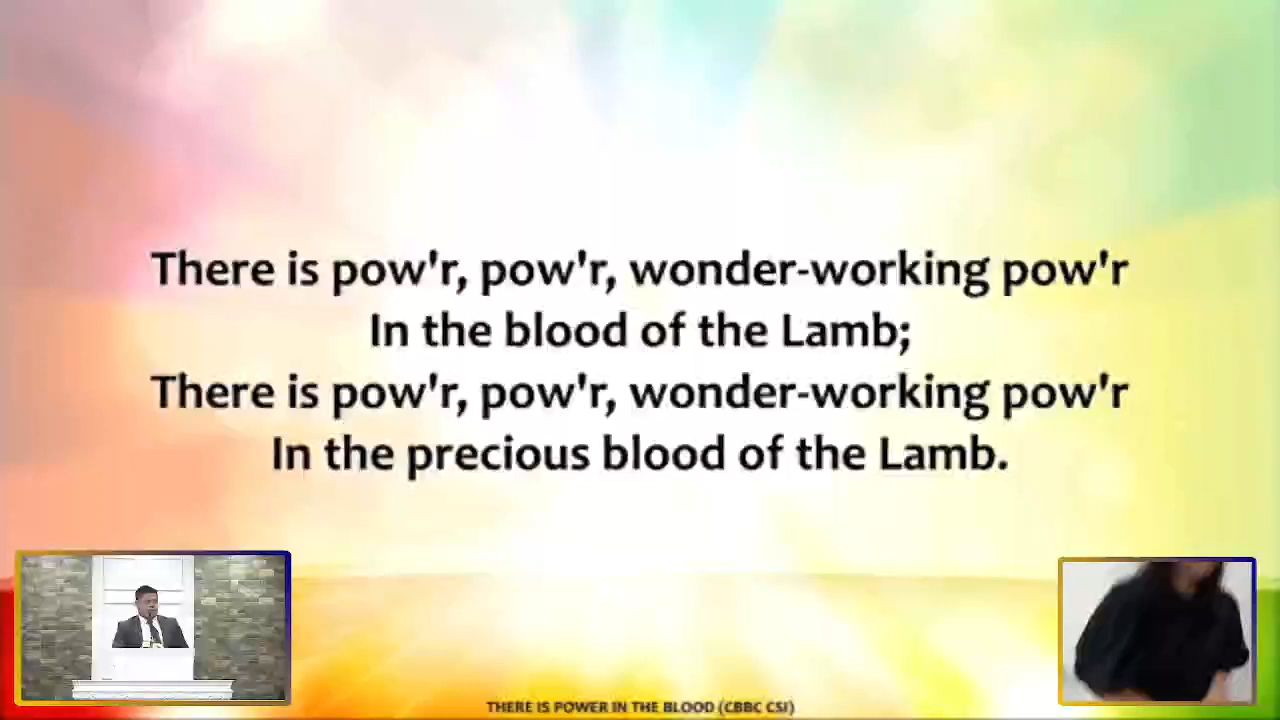 There is pow'r, pow'r, wonder-working pow'r
In the blood of the Lamb;
There is pow'r, pow'r, wonder-working pow'r
In the precious blood of the Lamb.
THERE IS POWER IN THE BLOOD (CBBC CSI)